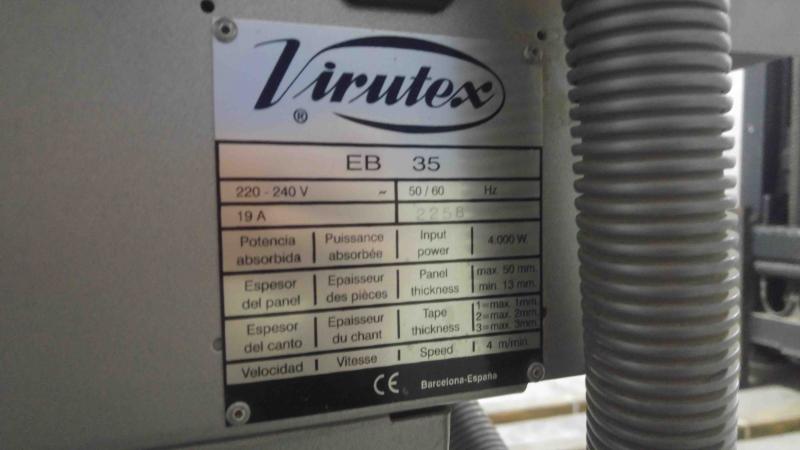 Virutex
®
EB 35
220 - 240 V ~ 50 / 60 Hz
19 A 2258
Potencia absorbida Puissance absorbée Input power 4.000 W.
Espesor del panel Epaisseur des pièces Panel thickness max. 50 mm. min. 13 mm.
Espesor del canto Epaisseur du chant Tape thickness 1=max. 1mm. 2=max. 2mm. 3=max. 3mm.
Velocidad Vitesse Speed 4 m/min.
CE Barcelona-España